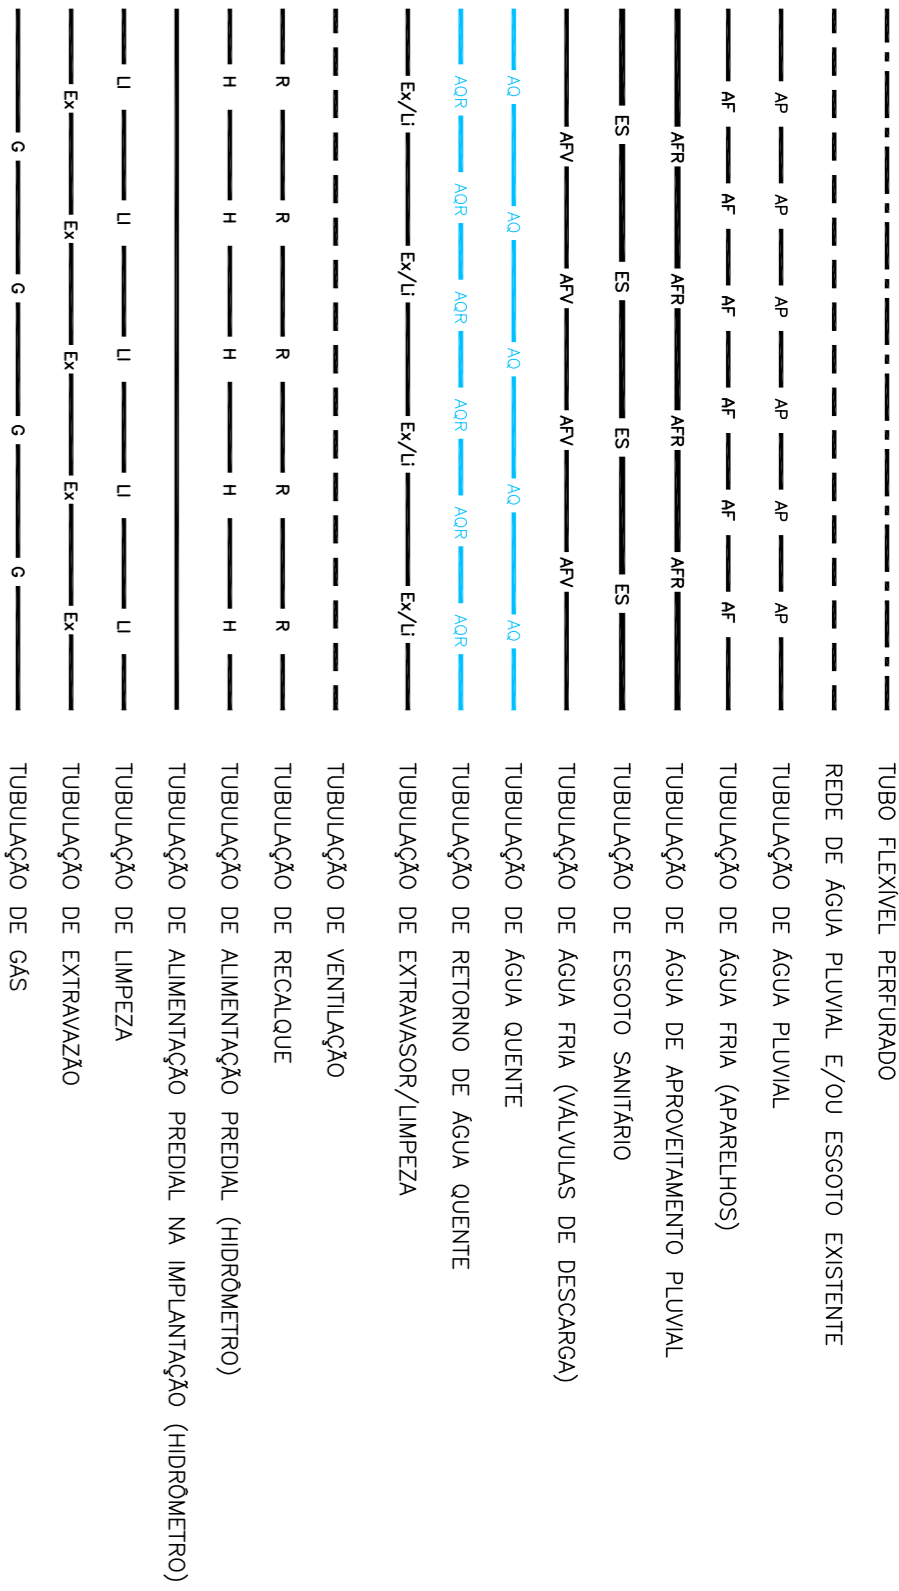 TUBO FLEXÍVEL PERFURADO
REDE DE ÁGUA PLUVIAL E/OU ESGOTO EXISTENTE
AP AP AP AP AP AP TUBULAÇÃO DE ÁGUA PLUVIAL
AF AF AF AF AF AF TUBULAÇÃO DE ÁGUA FRIA (APARELHOS)
AFR AFR AFR AFR TUBULAÇÃO DE ÁGUA DE APROVEITAMENTO PLUVIAL
ES ES ES ES TUBULAÇÃO DE ESGOTO SANITÁRIO
AFV AFV AFV AFV TUBULAÇÃO DE ÁGUA FRIA (VÁLVULAS DE DESCARGA)
AQ AQ AQ AQ AQ TUBULAÇÃO DE ÁGUA QUENTE
AQR AQR AQR AQR AQR AQR TUBULAÇÃO DE RETORNO DE ÁGUA QUENTE
Ex/Li Ex/Li Ex/Li Ex/Li TUBULAÇÃO DE EXTRAVASOR/LIMPEZA
TUBULAÇÃO DE VENTILAÇÃO
R R R R R TUBULAÇÃO DE RECALQUE
H H H H H TUBULAÇÃO DE ALIMENTAÇÃO PREDIAL (HIDRÔMETRO)
TUBULAÇÃO DE ALIMENTAÇÃO PREDIAL NA IMPLANTAÇÃO (HIDRÔMETRO)
LI LI LI LI LI TUBULAÇÃO DE LIMPEZA
Ex Ex Ex Ex Ex TUBULAÇÃO DE EXTRAVAZÃO
G G G G TUBULAÇÃO DE GÁS